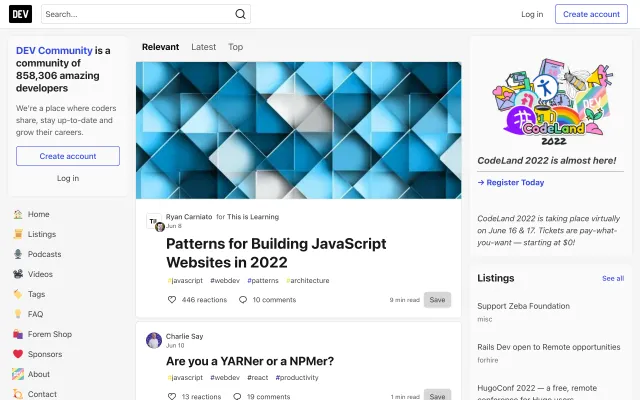 DEV
Search...
Log in
Create account
DEV Community is a
community of
858,306 amazing
developers
We're a place where coders
share, stay up-to-date and
grow their careers.
Create account
Log in
Home
Listings
Podcasts
Videos
Tags
FAQ
Forem Shop
Sponsors
About
Contact
Relevant
Latest
Top
Ryan Carniato for This is Learning
Jun 8
Patterns for Building JavaScript
Websites in 2022
#javascript #webdev #patterns #architecture
446 reactions
10 comments
9 min read
Save
Charlie Say
Jun 10
Are you a YARNer or a NPMer?
#javascript #webdev #react #productivity
13 reactions
19 comments
1 min read
Save
CodeLand
2022
CodeLand 2022 is almost here!
→ Register Today
CodeLand 2022 is taking place virtually
on June 16 & 17. Tickets are pay-what-
you-want — starting at $0!
Listings
See all
Support Zeba Foundation
misc
Rails Dev open to Remote opportunities
forhire
HugoConf 2022 — a free, remote
conference for Hugo users